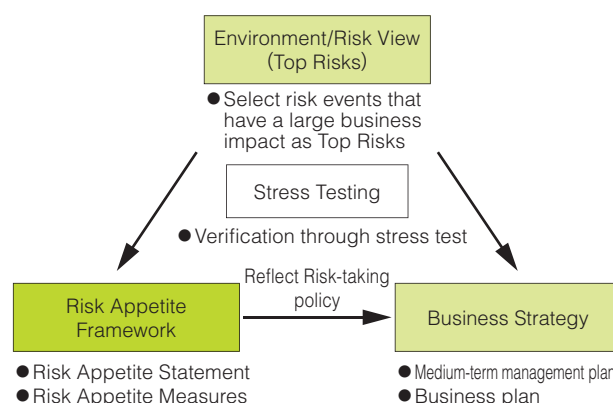 Environment/Risk View
(Top Risks)
● Select risk events that
have a large business
impact as Top Risks
Stress Testing
● Verification through stress test
Reflect Risk-taking
policy
Risk Appetite
Framework
Business Strategy
● Risk Appetite Statement
● Risk Appetite Measures
● Medium-term management plan
● Business plan